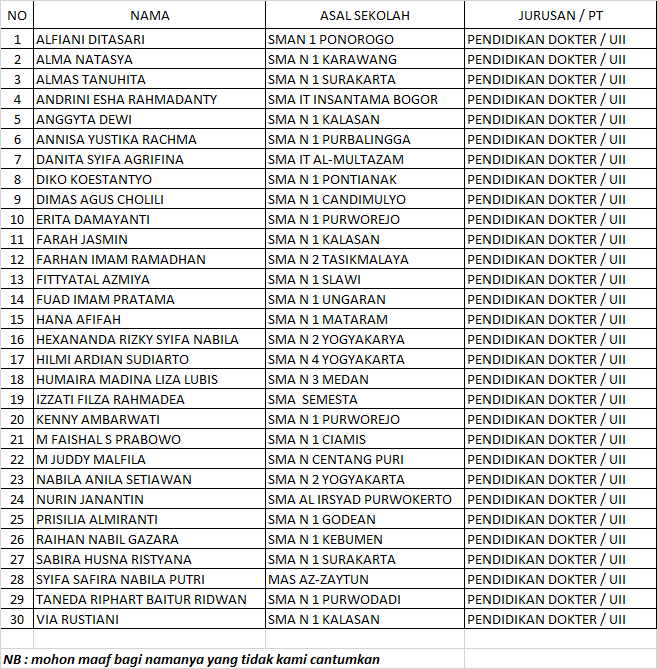 NO NAMA ASAL SEKOLAH JURUSAN / PT
1 ALFIANI DITASARI SMAN 1 PONOROGO PENDIDIKAN DOKTER / UII
2 ALMA NATASYA SMA N 1 KARAWANG PENDIDIKAN DOKTER / UII
3 ALMAS TANUHITA SMA N 1 SURAKARTA PENDIDIKAN DOKTER / UII
4 ANDRINI ESHA RAHMADANTY SMA IT INSANTAMA BOGOR PENDIDIKAN DOKTER / UII
5 ANGGYTA DEWI SMA N 1 KALASAN PENDIDIKAN DOKTER / UII
6 ANNISA YUSTIKA RACHMA SMA N 1 PURBALINGGA PENDIDIKAN DOKTER / UII
7 DANITA SYIFA AGRIFINA SMA IT AL-MULTAZAM PENDIDIKAN DOKTER / UII
8 DIKO KOESTANTYO SMA N 1 PONTIANAK PENDIDIKAN DOKTER / UII
9 DIMAS AGUS CHOLILI SMA N 1 CANDIMULYO PENDIDIKAN DOKTER / UII
10 ERITA DAMAYANTI SMA N 1 PURWOREJO PENDIDIKAN DOKTER / UII
11 FARAH JASMIN SMA N 1 KALASAN PENDIDIKAN DOKTER / UII
12 FARHAN IMAM RAMADHAN SMA N 2 TASIKMALAYA PENDIDIKAN DOKTER / UII
13 FITTYATAL AZMIYA SMA N 1 SLAWI PENDIDIKAN DOKTER / UII
14 FUAD IMAM PRATAMA SMA N 1 UNGARAN PENDIDIKAN DOKTER / UII
15 HANA AFIFAH SMA N 1 MATARAM PENDIDIKAN DOKTER / UII
16 HEXANANDA RIZKY SYIFA NABILA SMA N 2 YOGYAKARYA PENDIDIKAN DOKTER / UII
17 HILMI ARDIAN SUDIARTO SMA N 4 YOGYAKARTA PENDIDIKAN DOKTER / UII
18 HUMAIRA MADINA LIZA LUBIS SMA N 3 MEDAN PENDIDIKAN DOKTER / UII
19 IZZATI FILZA RAHMADEA SMA  SEMESTA PENDIDIKAN DOKTER / UII
20 KENNY AMBARWATI SMA N 1 PURWOREJO PENDIDIKAN DOKTER / UII
21 M FAISHAL S PRABOWO SMA N 1 CIAMIS PENDIDIKAN DOKTER / UII
22 M JUDDY MALFILA SMA N CENTANG PURI PENDIDIKAN DOKTER / UII
23 NABILA ANILA SETIAWAN SMA N 2 YOGYAKARTA PENDIDIKAN DOKTER / UII
24 NURIN JANANTIN SMA AL IRSYAD PURWOKERTO PENDIDIKAN DOKTER / UII
25 PRISILIA ALMIRANTI SMA N 1 GODEAN PENDIDIKAN DOKTER / UII
26 RAIHAN NABIL GAZARA SMA N 1 KEBUMEN PENDIDIKAN DOKTER / UII
27 SABIRA HUSNA RISTYANA SMA N 1 SURAKARTA PENDIDIKAN DOKTER / UII
28 SYIFA SAFIRA NABILA PUTRI MAS AZ-ZAYTUN PENDIDIKAN DOKTER / UII
29 TANEDA RIPHART BAITUR RIDWAN SMA N 1 PURWODADI PENDIDIKAN DOKTER / UII
30 VIA RUSTIANI SMA N 1 KALASAN PENDIDIKAN DOKTER / UII
NB : mohon maaf bagi namanya yang tidak kami cantumkan